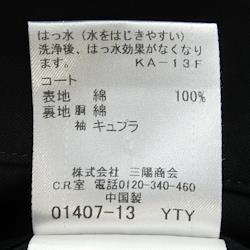 はっ水（水をはじきやすい）
洗浄後、はっ水効果がなくなり
ます。 KA-13F
コート
表地 綿 100%
裏地 胴 綿
袖 キュプラ
株式会社 三陽商会
C.R.室 電話0120-340-460
中国製
01407-13 YTY